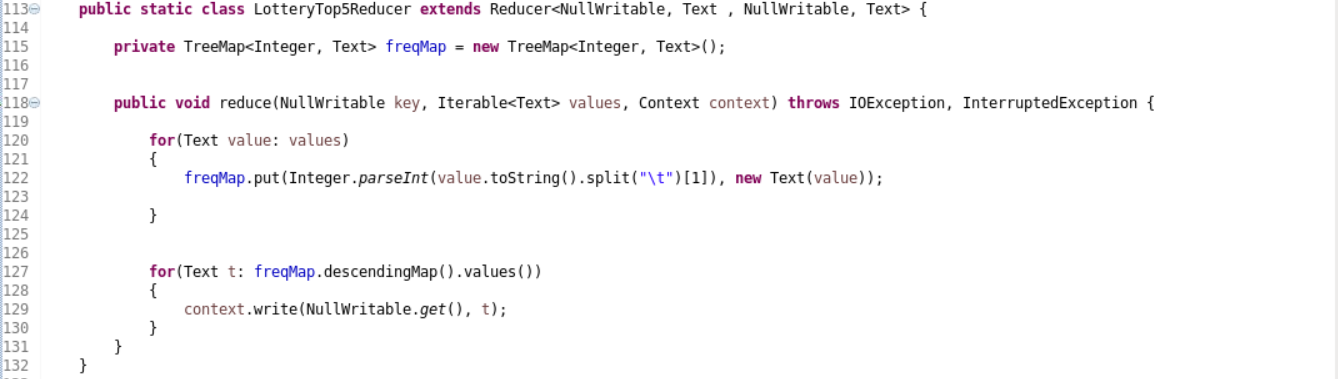 113 public static class LotteryTop5Reducer extends Reducer<NullWritable, Text , NullWritable, Text> {
114
115 private TreeMap<Integer, Text> freqMap = new TreeMap<Integer, Text>();
116
117
118 public void reduce(NullWritable key, Iterable<Text> values, Context context) throws IOException, InterruptedException {
119
120 for(Text value: values)
121 {
122 freqMap.put(Integer.parseInt(value.toString().split("\t")[1]), new Text(value));
123
124 }
125
126
127 for(Text t: freqMap.descendingMap().values())
128 {
129 context.write(NullWritable.get(), t);
130 }
131 }
132 }